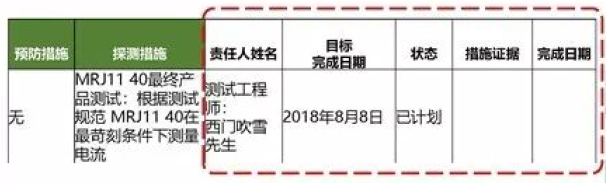 预防措施 探测措施 责任人姓名 目标完成日期 状态 措施证据 完成日期
无
MRJ11 40最终产
品测试：根据测试
规范 MRJ11 40在
最苛刻条件下测量
电流
测试工程
师：
西门吹雪
先生
2018年8月8日
已计划